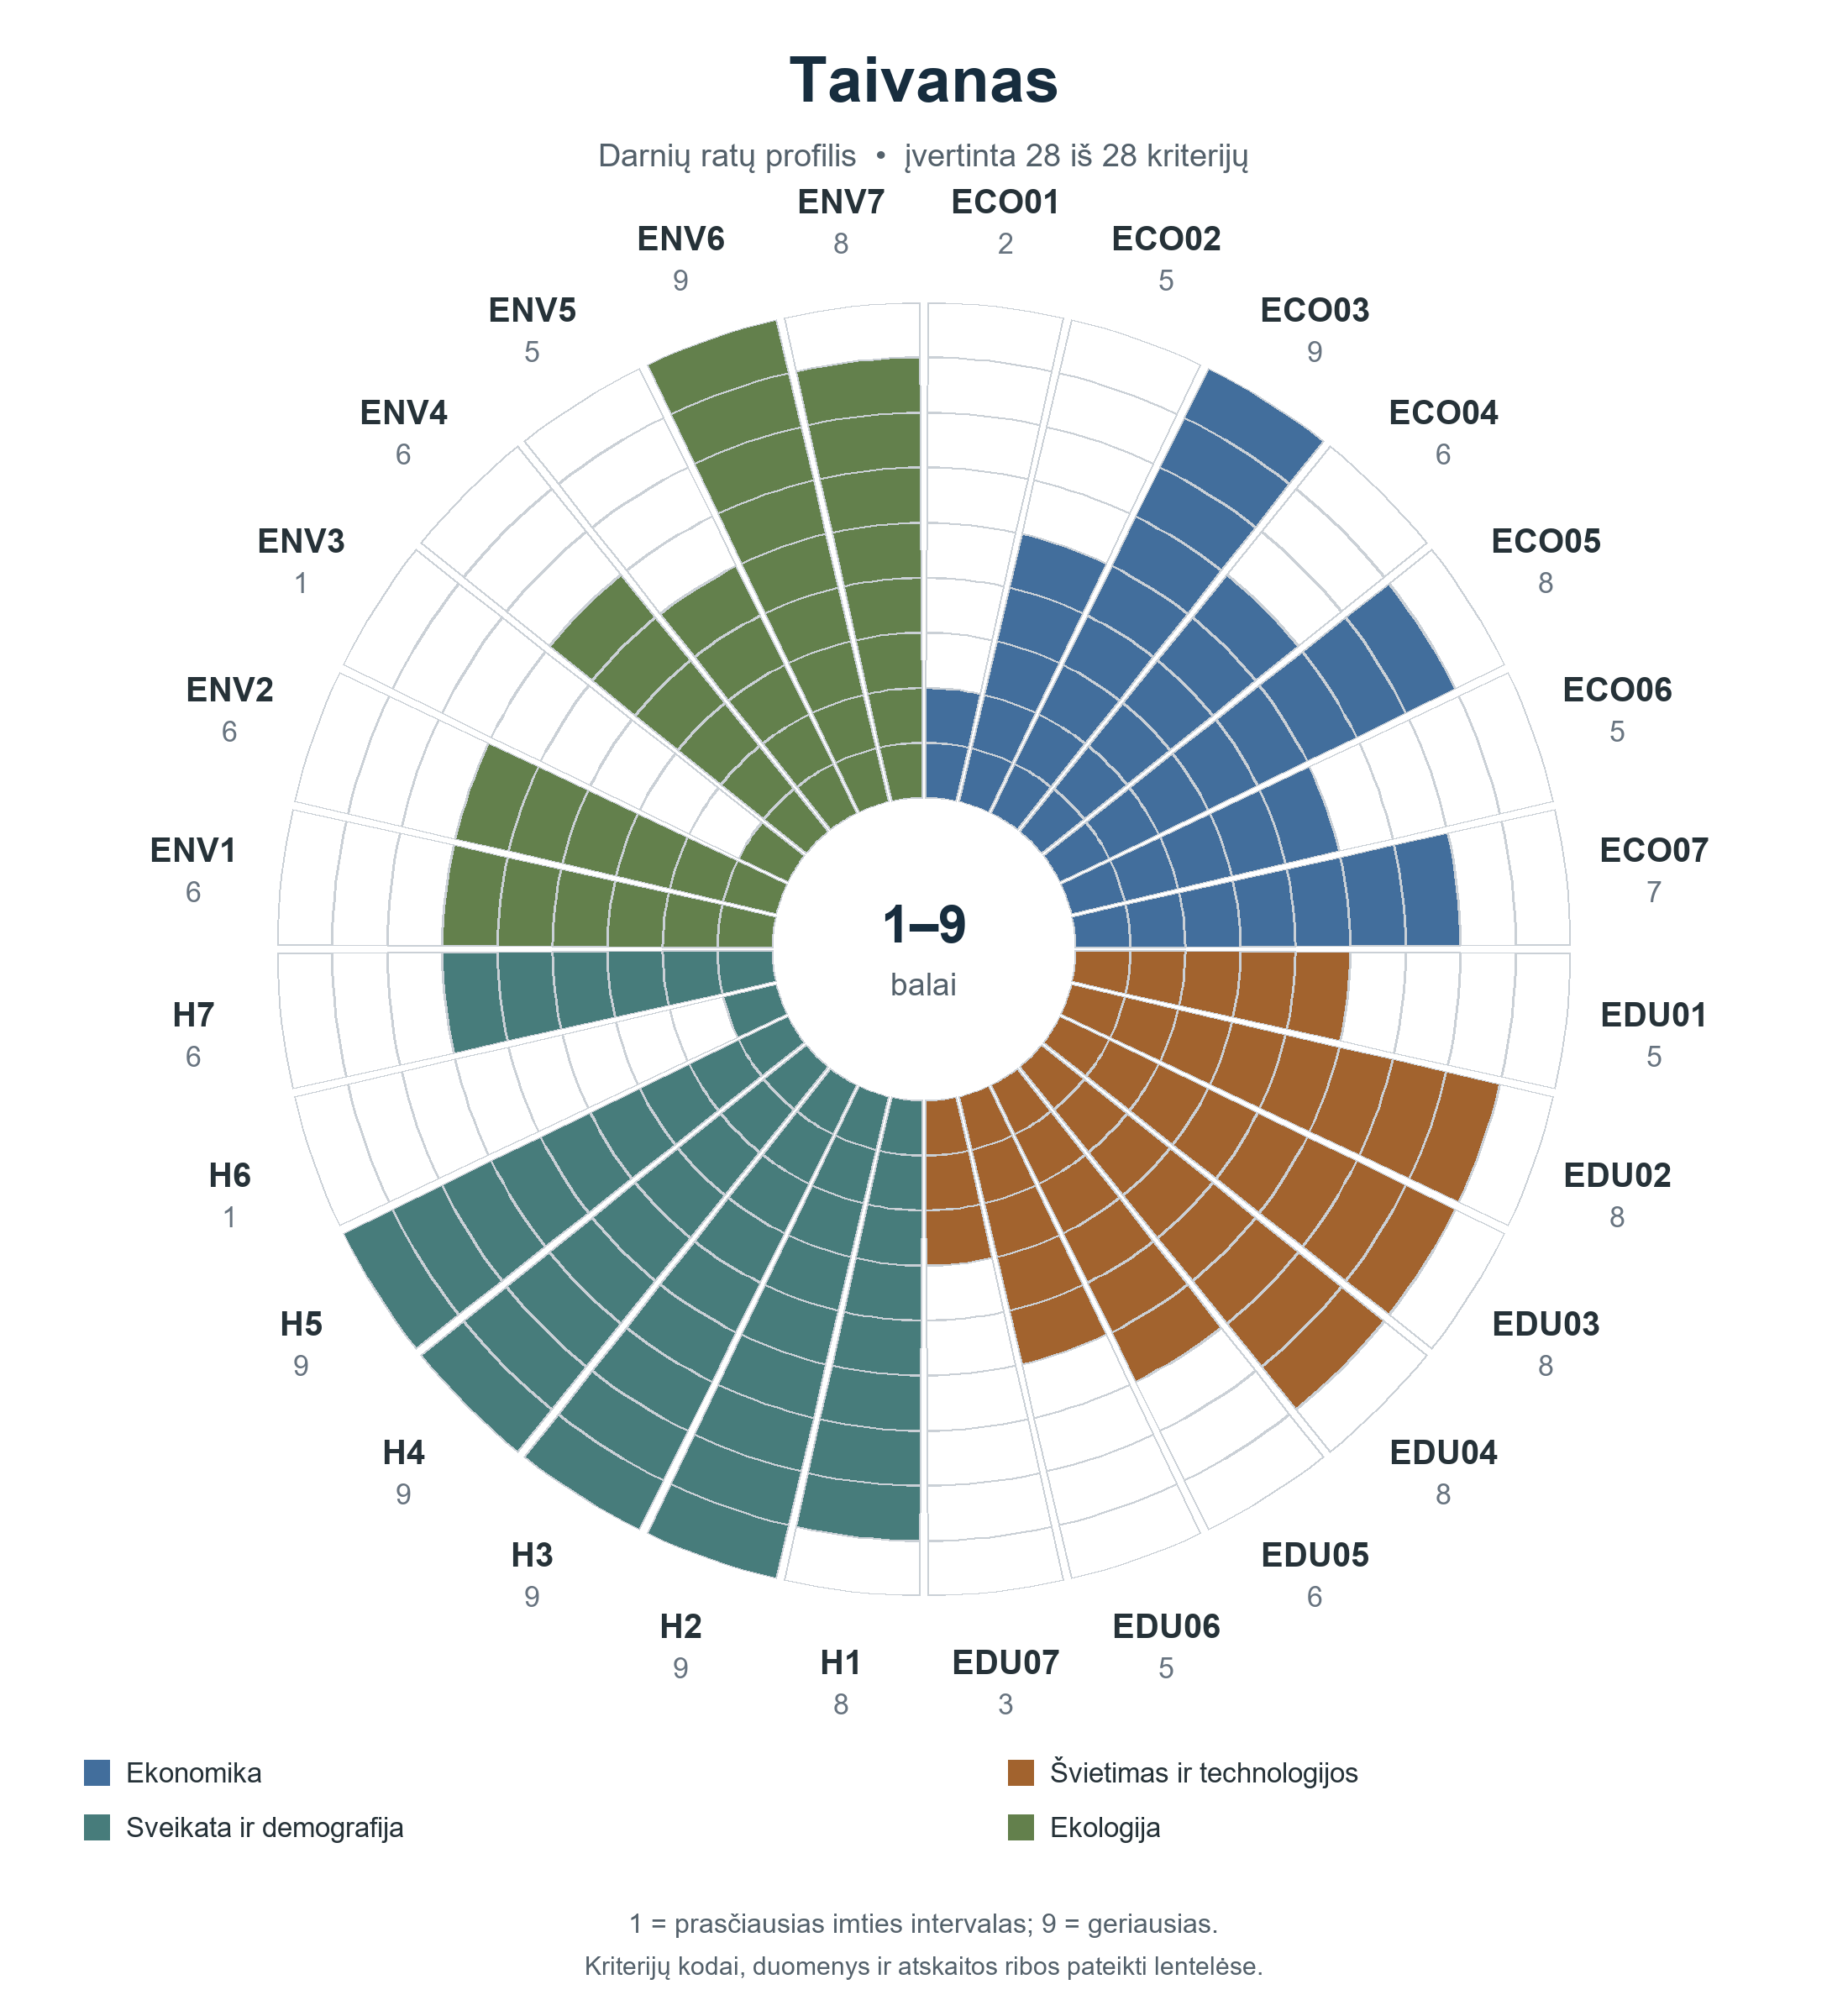 Taivanas
Darnių ratų profilis • įvertinta 28 iš 28 kriterijų
ECO01
2
ECO02
5
ECO03
9
ECO04
6
ECO05
8
ECO06
5
ECO07
7
EDU01
5
EDU02
8
EDU03
8
EDU04
8
EDU05
6
EDU06
5
EDU07
3
H1
8
H2
9
H3
9
H4
9
H5
9
H6
1
H7
6
ENV1
6
ENV2
6
ENV3
1
ENV4
6
ENV5
5
ENV6
9
ENV7
8
1–9
balai
Ekonomika
Švietimas ir technologijos
Sveikata ir demografija
Ekologija
1 = prasčiausias imties intervalas; 9 = geriausias.
Kriterijų kodai, duomenys ir atskaitos ribos pateikti lentelėse.